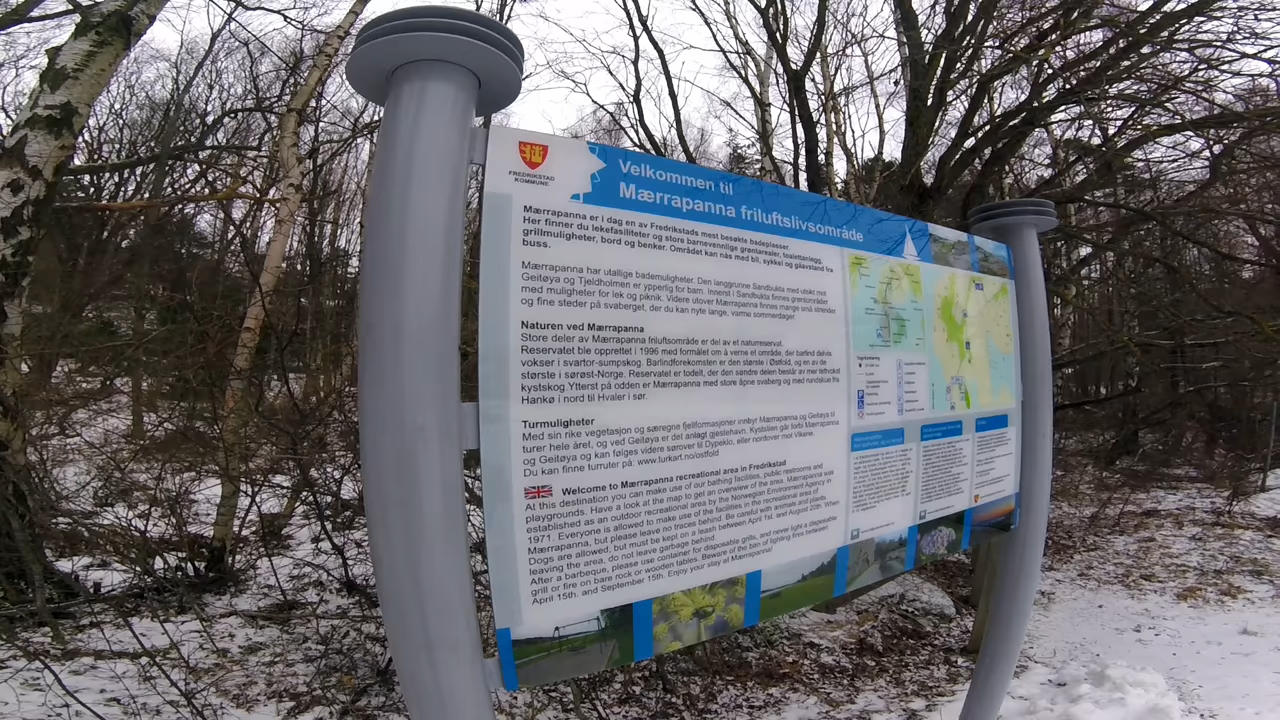 FREDRIKSTAD
KOMMUNE
Velkommen til
Mærrapanna friluftslivsområde
Mærrapanna er i dag en av Fredrikstads mest besøkte badeplasser.
Her finner du lekefasiliteter og store barnevennlige grøntarealer, toalettanlegg,
grillmuligheter, bord og benker. Området kan nås med bil, sykkel og gåavstand fra
buss.
Mærrapanna har utallige bademuligheter. Den langgrunne Sandbukta med utsikt mot
Geitøya og Tjeldholmen er ypperlig for barn. Innerst i Sandbukta finnes grøntområder
med muligheter for lek og piknik. Videre utover Mærrapanna finnes mange små strender
og fine steder på svaberget, der du kan nyte lange, varme sommerdager.
Naturen ved Mærrapanna
Store deler av Mærrapanna friluftsområde er del av et naturreservat.
Reservatet ble opprettet i 1996 med formålet om å verne et område, der barlind delvis
vokser i svartor-sumpskog. Barlindforekomsten er den største i Østfold, og en av de
største i sørøst-Norge. Reservatet er todelt, der den søndre delen består av mer tettvokst
kystskog. Ytterst på odden er Mærrapanna med store åpne svaberg og med rundskue fra
Hankø i nord til Hvaler i sør.
Turmuligheter
Med sin rike vegetasjon og særegne fjellformasjoner innbyr Mærrapanna og Geitøya til
turer hele året, og ved Geitøya er det anlagt gjestehavn. Kyststien går forbi Mærrapanna
og Geitøya og kan følges videre sørover til Dypeklo, eller nordover mot Vikane.
Du kan finne turruter på: www.turkart.no/ostfold
Welcome to Mærrapanna recreational area in Fredrikstad
At this destination you can make use of our bathing facilities, public restrooms and
playgrounds. Have a look at the map to get an overwiew of the area. Mærrapanna was
established as an outdoor recreational area by the Norwegian Environment Agency in
1971. Everyone is allowed to make use of the facilities in the recreational area of
Mærrapanna, but please leave no traces behind. Be careful with animals and plants.
Dogs are allowed, but must be kept on a leash between April 1st. and August 20th. When
leaving the area, do not leave garbage behind.
After a barbeque, please use container for disposable grills, and never light a disposable
grill or fire on bare rock or wooden tables. Beware of the ban of lighting fires between
April 15th. and September 15th. Enjoy your stay at Mærrapanna!